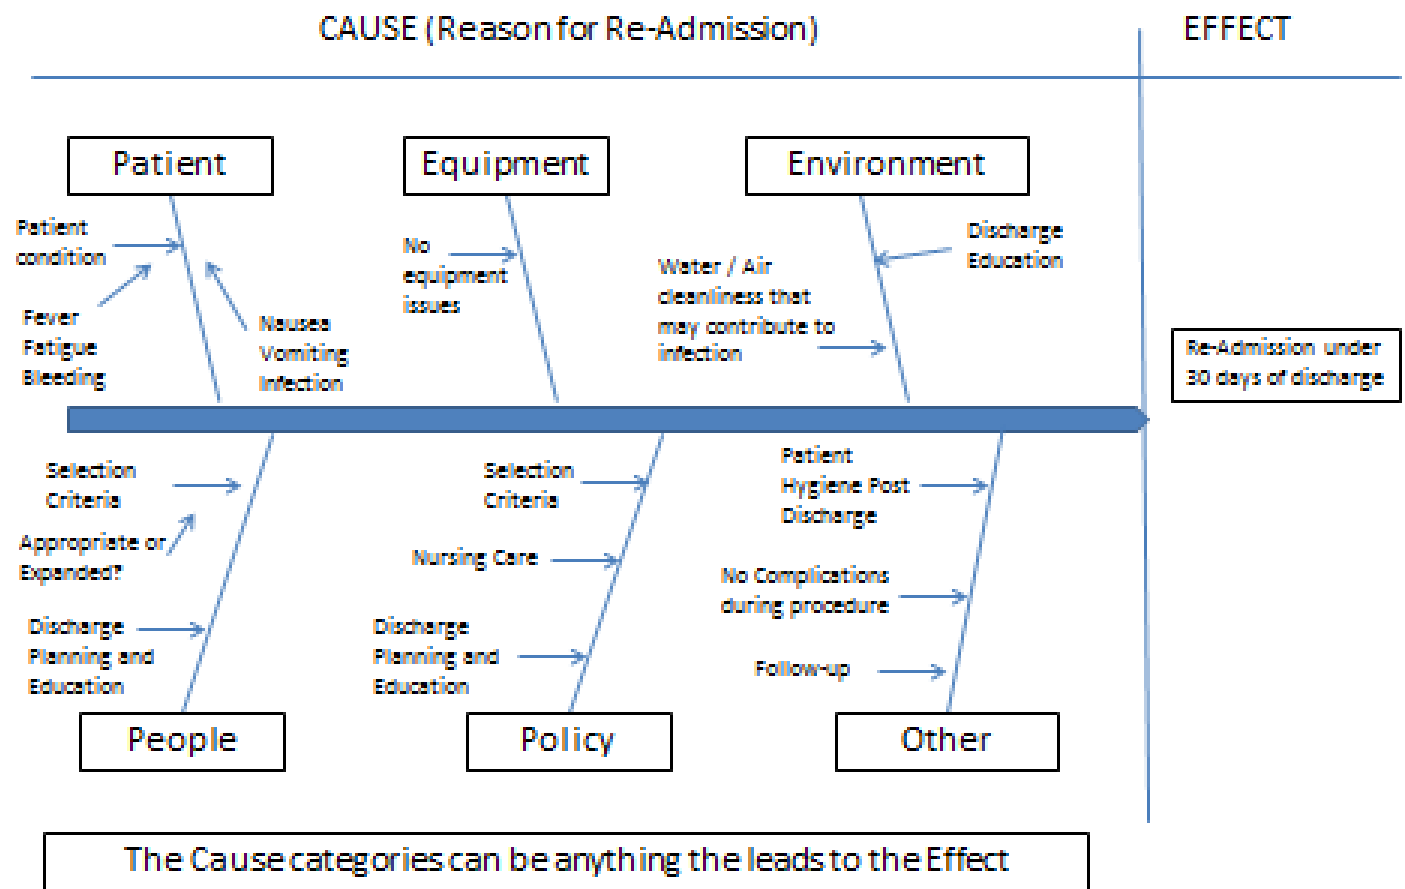 CAUSE (Reason for Re-Admission)
EFFECT
Patient
Equipment
Environment
Patient
condition
Fever
Fatigue
Bleeding
Nausea
Vomiting
Infection
No
equipment
issues
Water / Air
cleanliness that
may contribute to
infection
Discharge
Education
Re-Admission under
30 days of discharge
Selection
Criteria
Appropriate or
Expanded?
Discharge
Planning and
Education
Selection
Criteria
Nursing Care
Discharge
Planning and
Education
Patient
Hygiene Post
Discharge
No Complications
during procedure
Follow-up
People
Policy
Other
The Cause categories can be anything the leads to the Effect